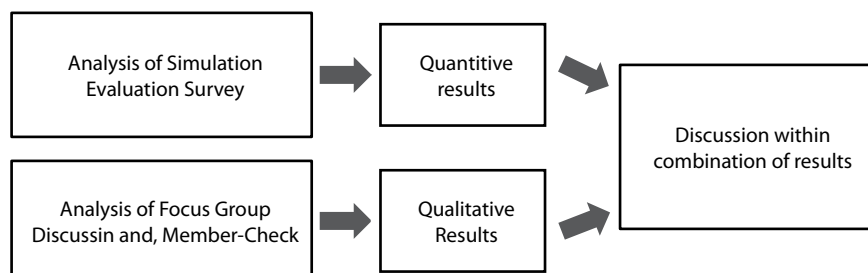 Analysis of Simulation
Evaluation Survey
Quantitive
results
Discussion within
combination of results
Analysis of Focus Group
Discussin and, Member-Check
Qualitative
Results